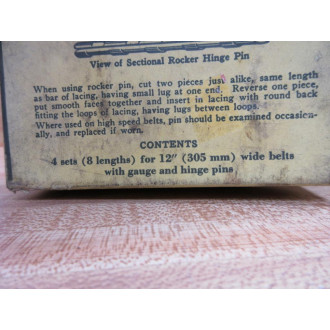 View of Sectional Rocker Hinge Pin
When using rocker pin, cut two pieces just alike, same length
as bar of lacing, having small lug at one end. Reverse one piece,
put smooth faces together and insert in lacing with round back
fitting the loops of lacing, having lugs between loops.
Where used on high speed belts, pin should be examined occasion-
ally, and replaced if worn.
CONTENTS
4 sets (8 lengths) for 12" (305 mm) wide belts
with gauge and hinge pins